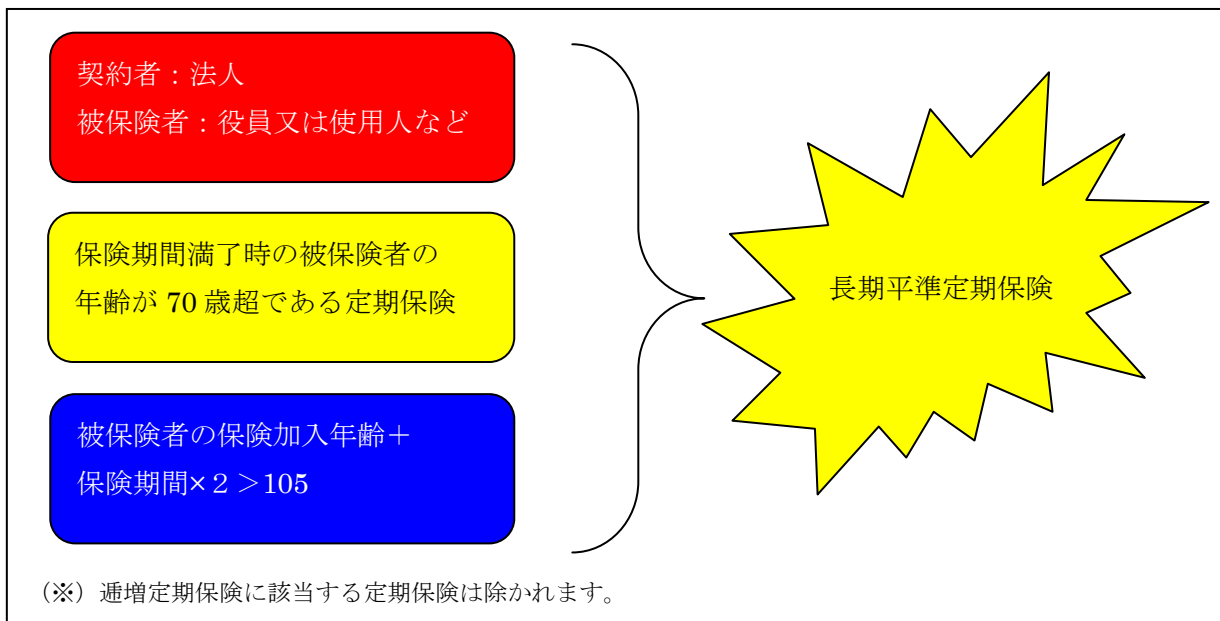 契約者：法人
被保険者：役員又は使用人など
保険期間満了時の被保険者の
年齢が 70 歳超である定期保険
被保険者の保険加入年齢＋
保険期間×２＞105
長期平準定期保険
（※）逓増定期保険に該当する定期保険は除かれます。